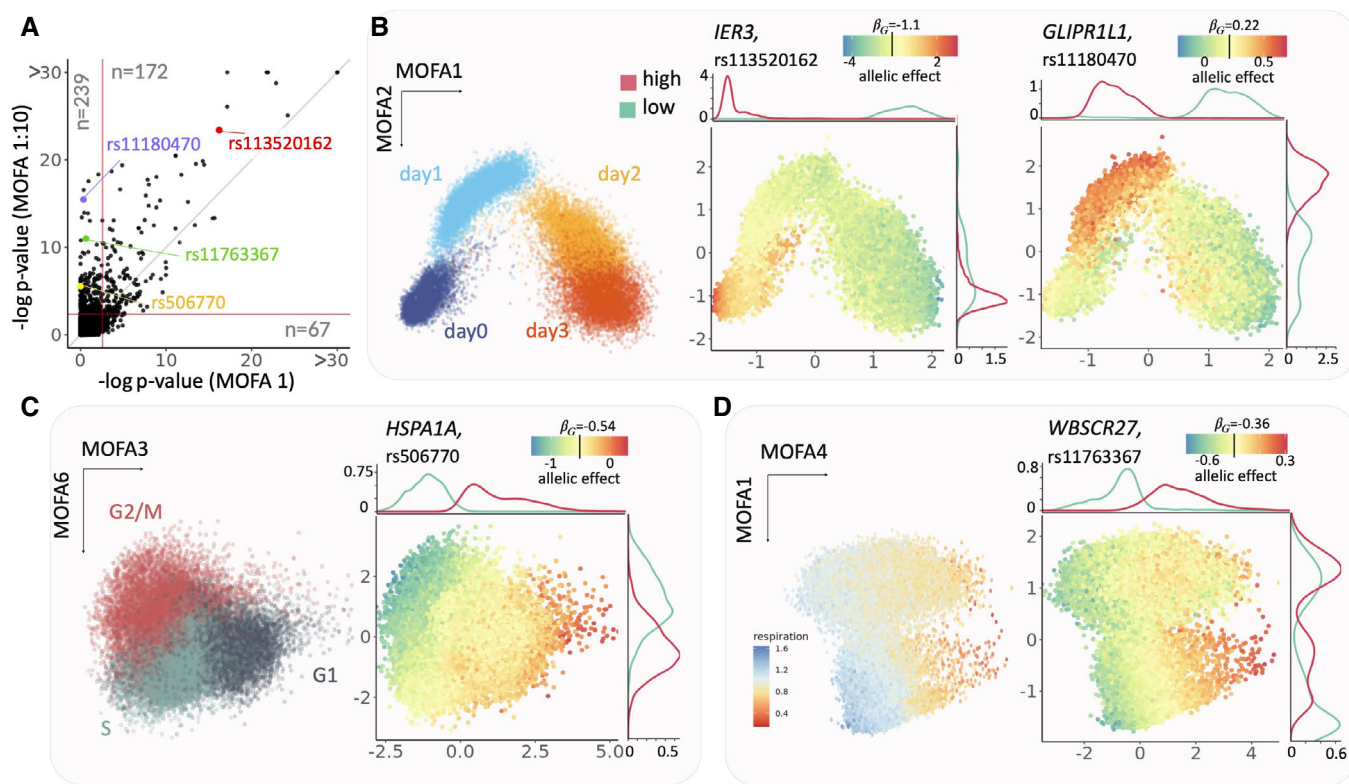 A
>30
20
10
0
-log p-value (MOFA 1:10)
n=239
n=172
n=67
rs11180470
rs113520162
rs11763367
rs506770
0
10
20
>30
-log p-value (MOFA 1)
B
MOFA1
MOFA2
high
low
day1
day2
day0
day3
IER3,
rs113520162
βG=-1.1
-4
2
allelic effect
4
0
2
1
0
-1
-2
-1
0
1
2
0
1.5
GLIPR1L1,
rs11180470
βG=0.22
0
0.5
allelic effect
1
0
2
1
0
-1
-2
-1
0
1
2
0
2.5
C
MOFA3
MOFA6
G2/M
G1
S
HSPA1A,
rs506770
βG=-0.54
-1
0
allelic effect
0.75
0
2
0
-2
-2.5
0.0
2.5
5.0
0
0.5
D
MOFA4
MOFA1
respiration
1.6
1.2
0.8
0.4
WBSCR27,
rs11763367
βG=-0.36
-0.6
0.3
allelic effect
0.8
0
2
1
0
-1
-2
0
2
4
0
0.6